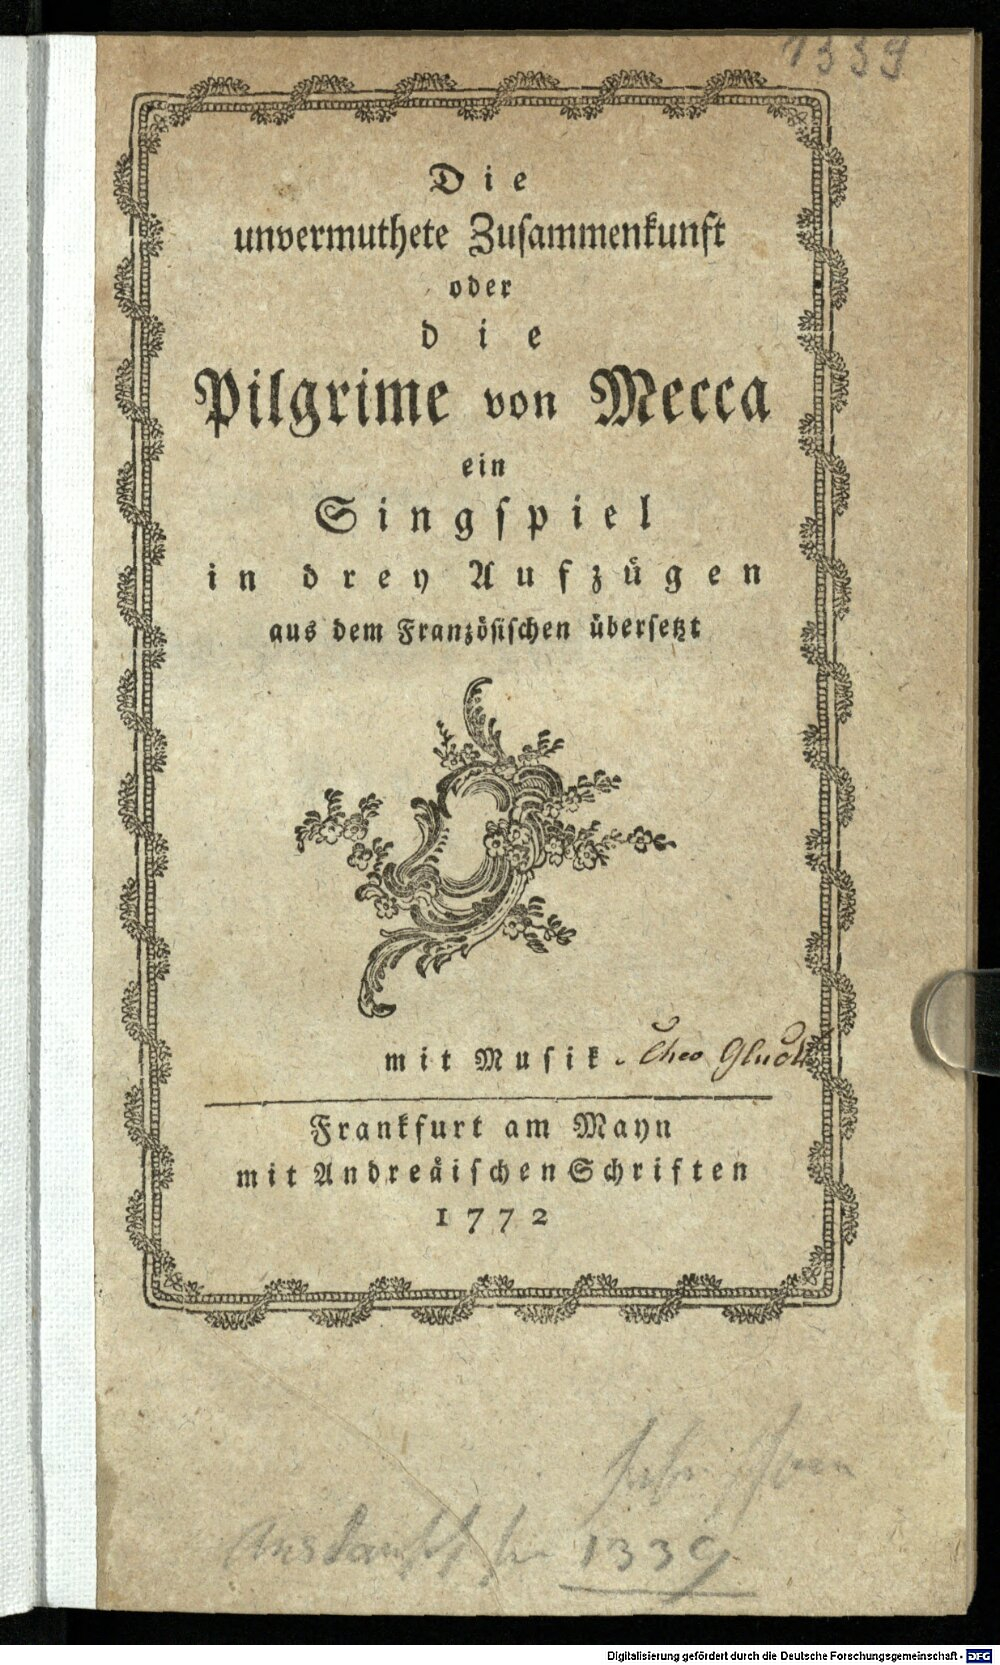 1339
Die
unvermuthete Zusammenkunft
oder
die
Pilgrime von Mecca
ein
Singspiel
in drey Aufzügen
aus dem Französischen übersetzt
mit Musik. Gluck
Frankfurt am Mayn
mit Andreäischen Schriften
1772
1339
Digitalisierung gefördert durch die Deutsche Forschungsgemeinschaft - DFG